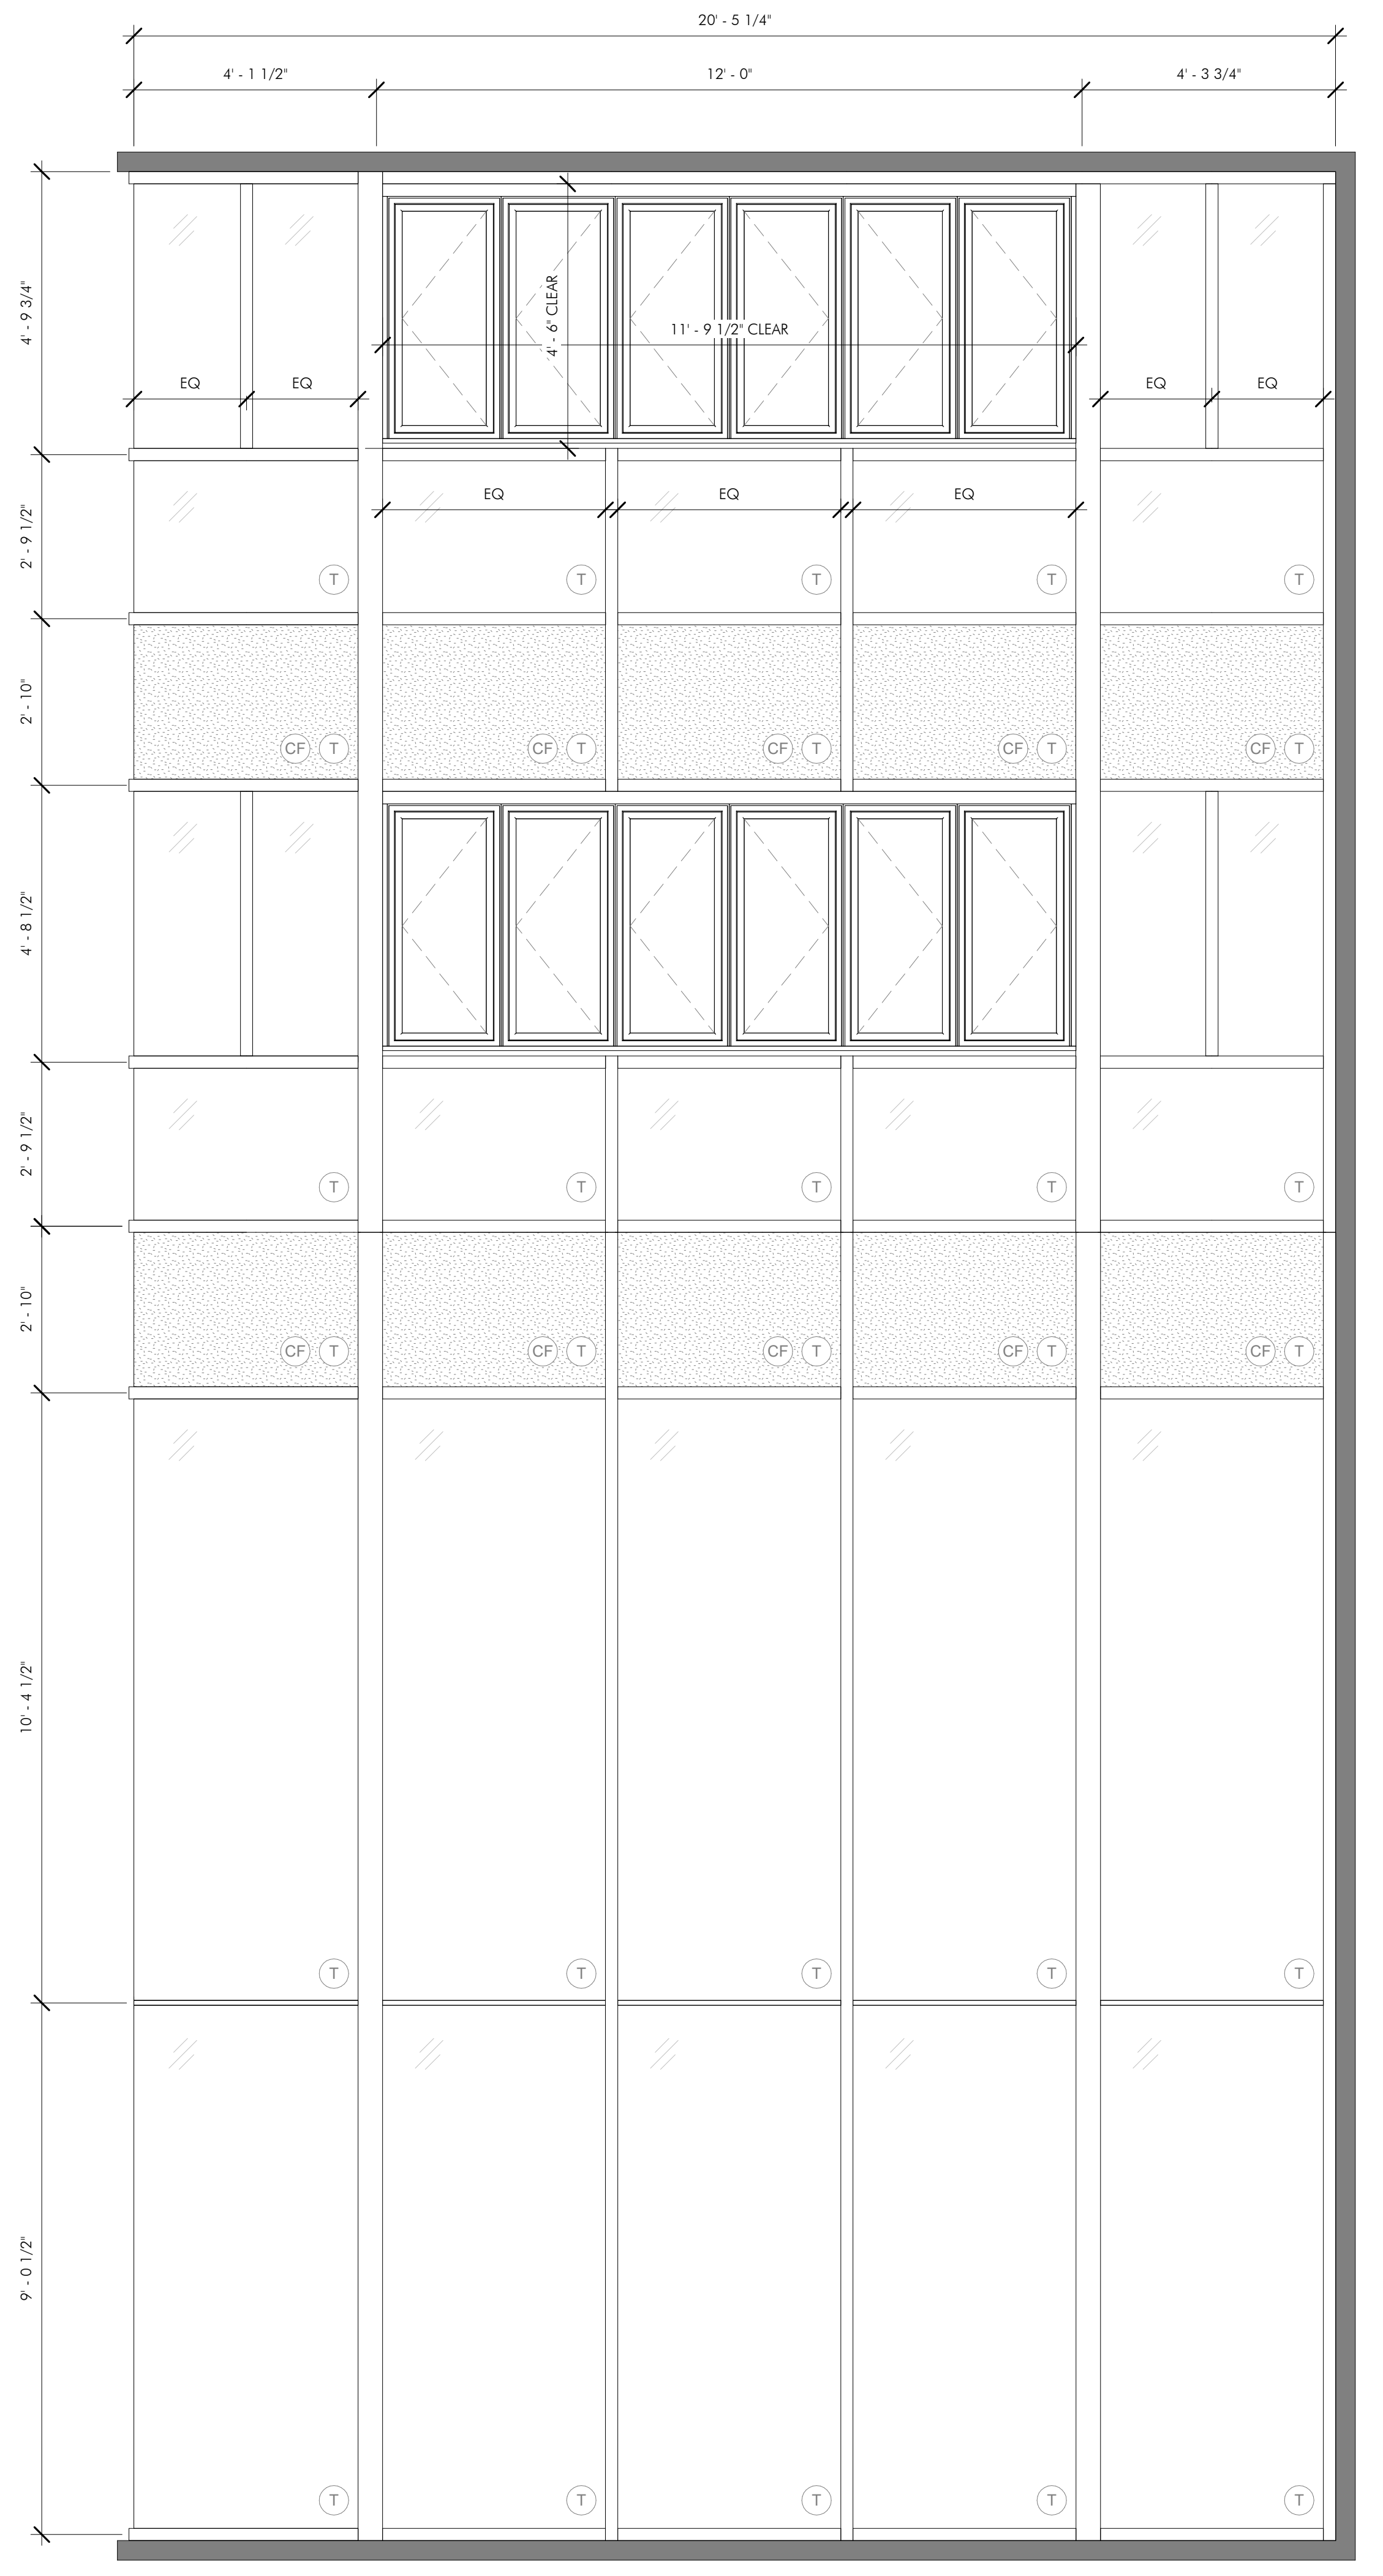 20' - 5 1/4"
4' - 1 1/2"
12' - 0"
4' - 3 3/4"
4' - 9 3/4"
4' - 6" CLEAR
11' - 9 1/2" CLEAR
EQ
EQ
EQ
EQ
2' - 9 1/2"
EQ
EQ
EQ
T
T
T
T
T
2' - 10"
CF T
CF T
CF T
CF T
CF T
4' - 8 1/2"
2' - 9 1/2"
T
T
T
T
T
2' - 10"
CF T
CF T
CF T
CF T
CF T
10' - 4 1/2"
T
T
T
T
T
9' - 0 1/2"
T
T
T
T
T